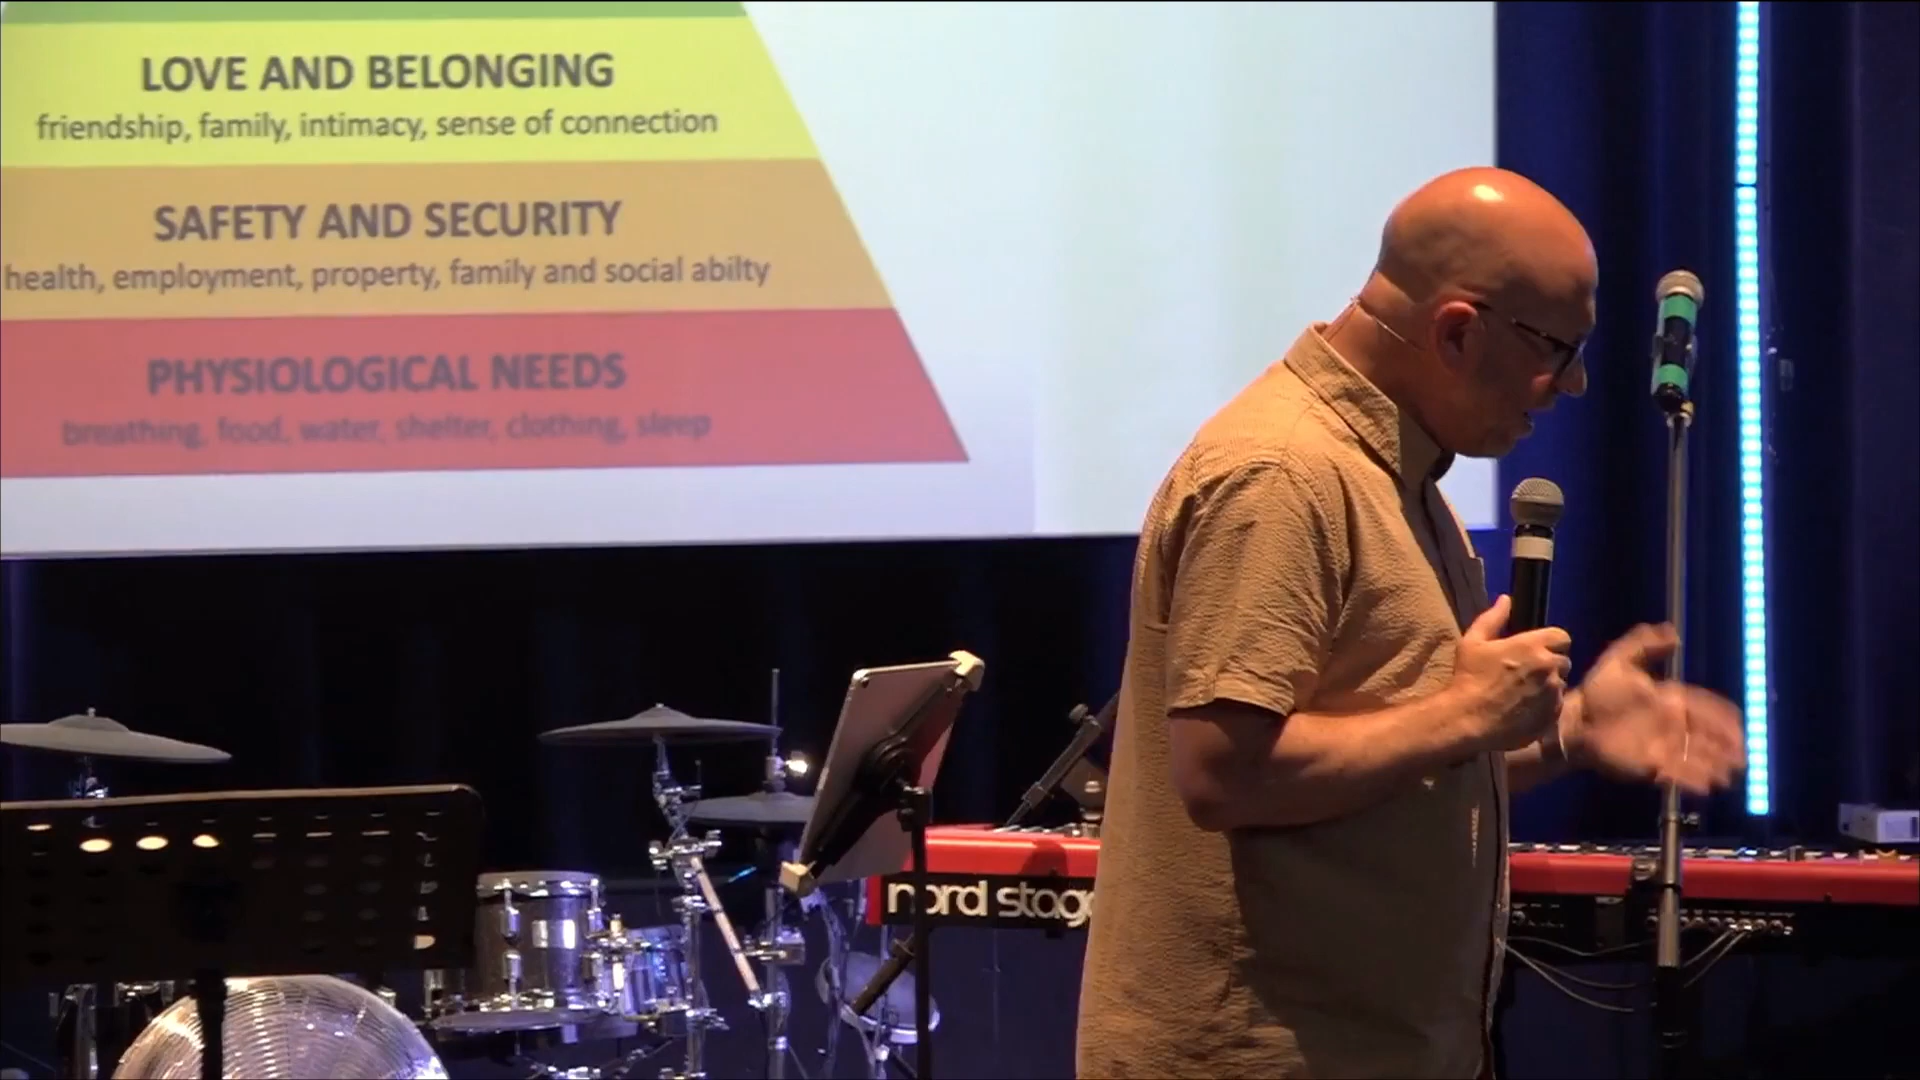 LOVE AND BELONGING
friendship, family, intimacy, sense of connection
SAFETY AND SECURITY
health, employment, property, family and social abilty
PHYSIOLOGICAL NEEDS
breathing, food, water, shelter, clothing, sleep
nord stage